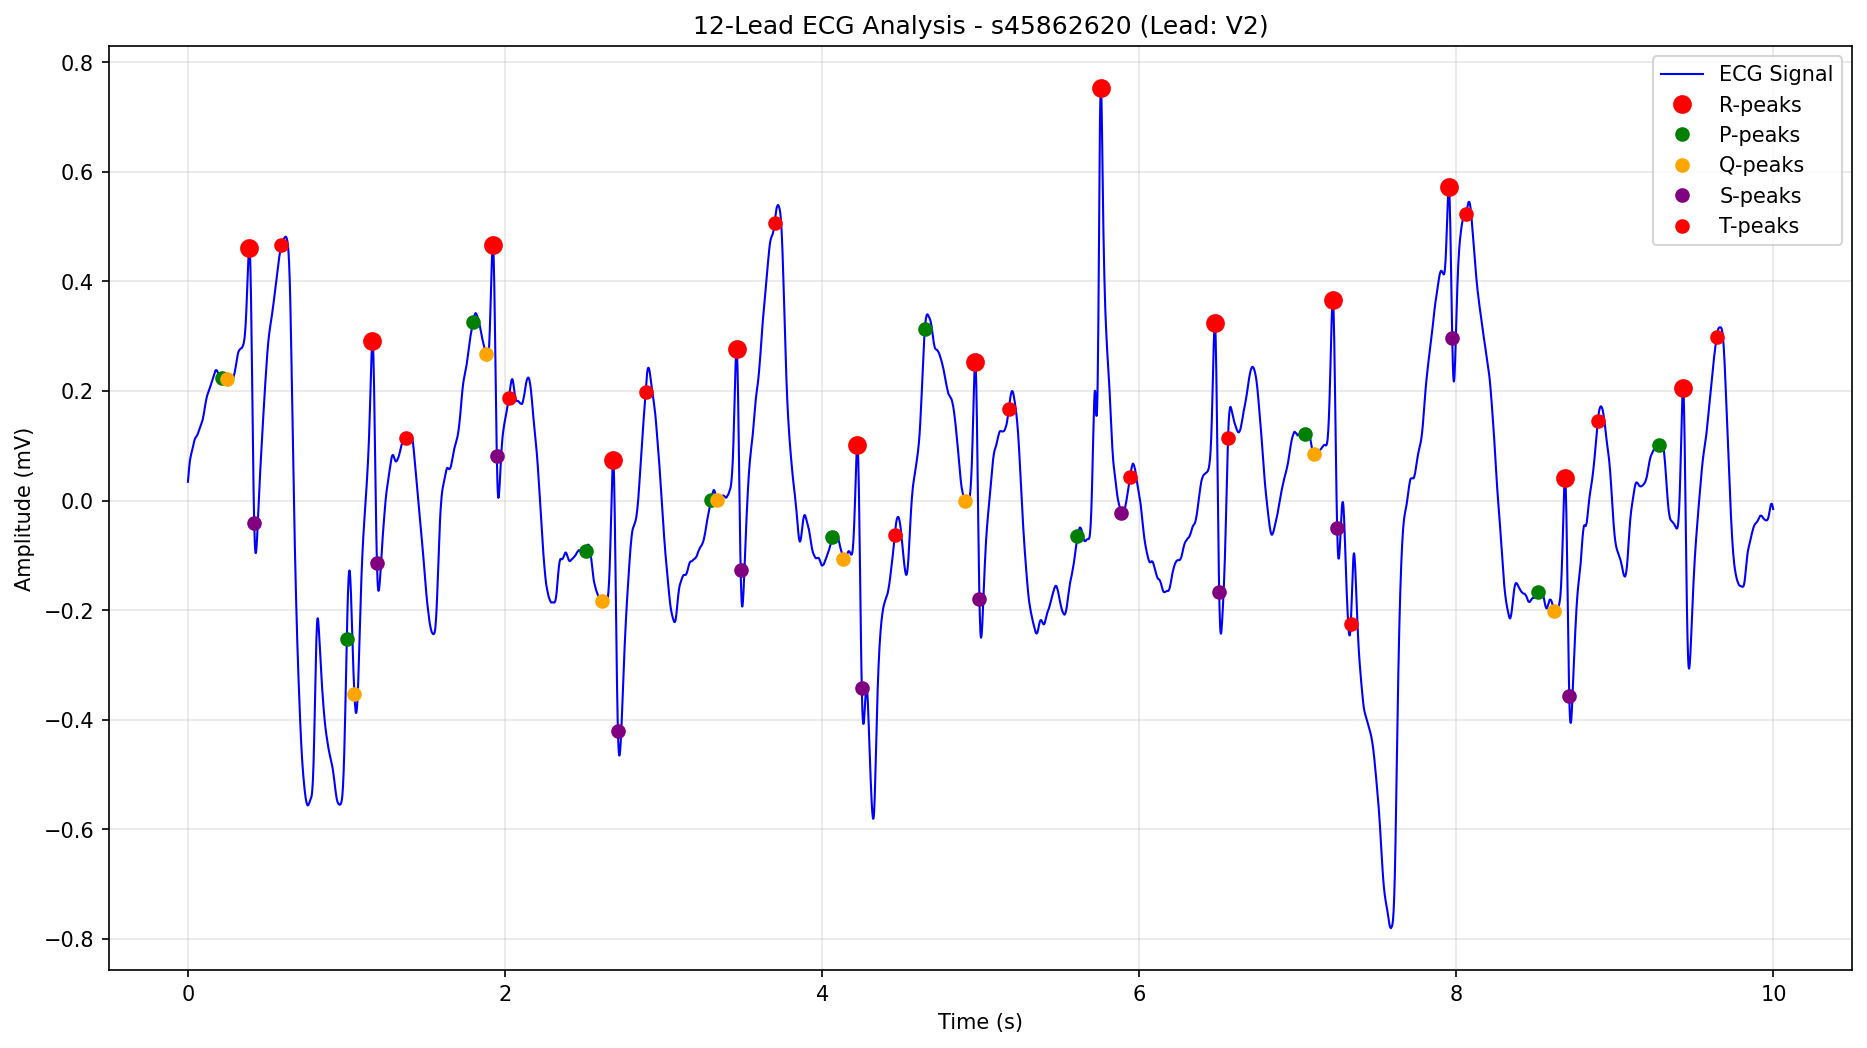 12-Lead ECG Analysis - s45862620 (Lead: V2)
ECG Signal
R-peaks
P-peaks
Q-peaks
S-peaks
T-peaks
Amplitude (mV)
0.8
0.6
0.4
0.2
0.0
−0.2
−0.4
−0.6
−0.8
0 2 4 6 8 10
Time (s)